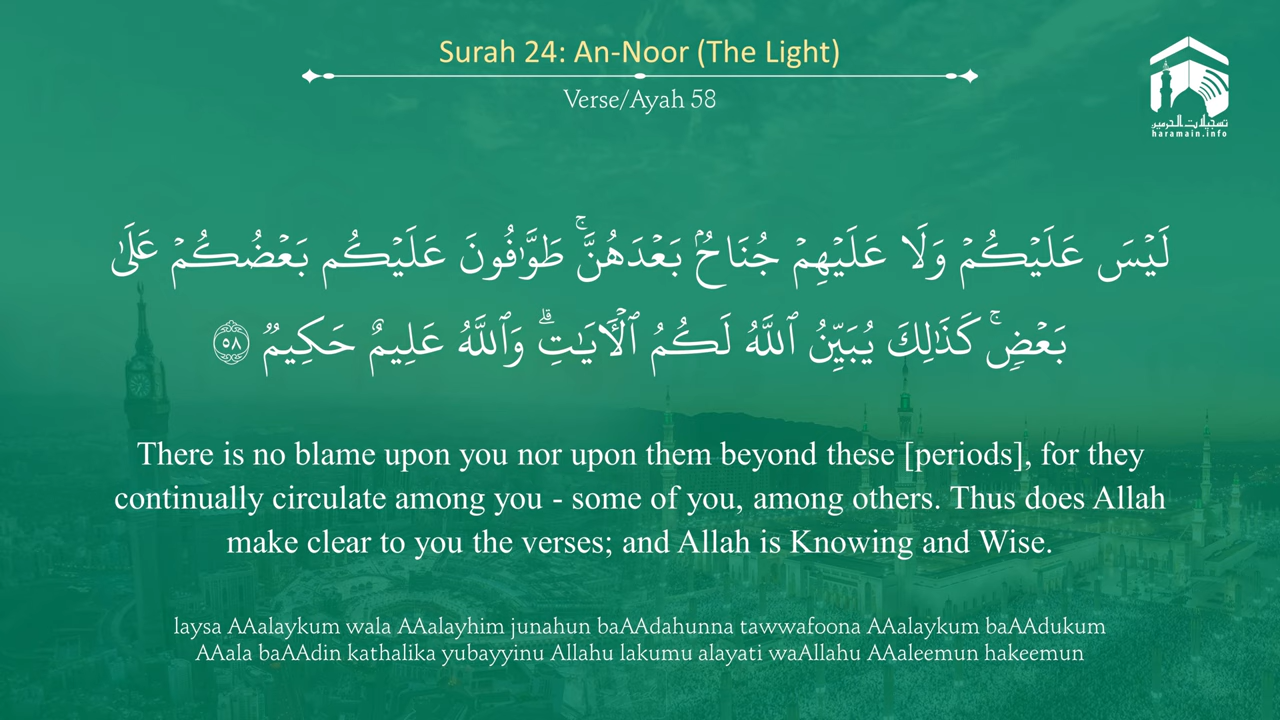 Surah 24: An-Noor (The Light)
Verse/Ayah 58
تسجيلات الحرمين
haramain.info
لَيْسَ عَلَيْكُمْ وَلَا عَلَيْهِمْ جُنَاحٌۢ بَعْدَهُنَّ ۚ طَوَّٰفُونَ عَلَيْكُم بَعْضُكُمْ عَلَىٰ
بَعْضٍ ۚ كَذَٰلِكَ يُبَيِّنُ ٱللَّهُ لَكُمُ ٱلْـَٔايَـٰتِ ۗ وَٱللَّهُ عَلِيمٌ حَكِيمٌ ٥٨
There is no blame upon you nor upon them beyond these [periods], for they
continually circulate among you - some of you, among others. Thus does Allah
make clear to you the verses; and Allah is Knowing and Wise.
laysa AAalaykum wala AAalayhim junahun baAAdahunna tawwafoona AAalaykum baAAdukum
AAala baAAdin kathalika yubayyinu Allahu lakumu alayati waAllahu AAaleemun hakeemun